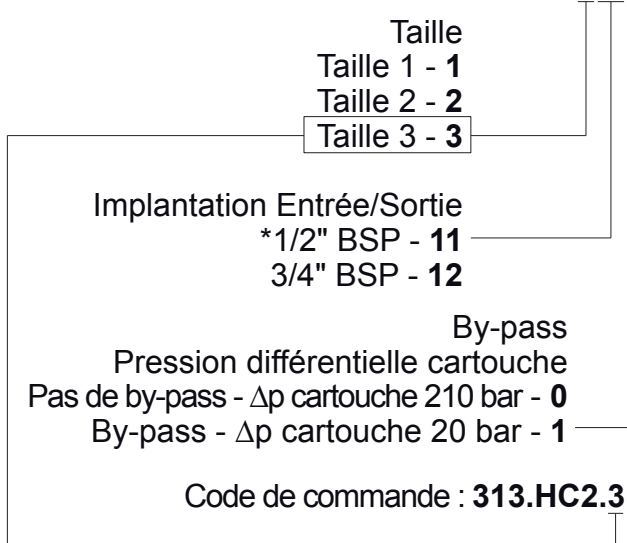 Taille
Taille 1 - 1
Taille 2 - 2
Taille 3 - 3
Implantation Entrée/Sortie
*1/2" BSP - 11
3/4" BSP - 12
By-pass
Pression différentielle cartouche
Pas de by-pass - Δp cartouche 210 bar - 0
By-pass - Δp cartouche 20 bar - 1
Code de commande : 313.HC2.3